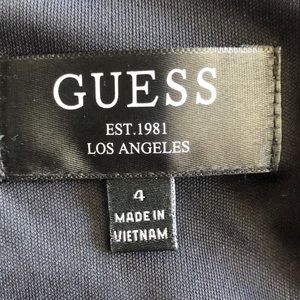 GUESS
EST.1981
LOS ANGELES
4
MADE IN
VIETNAM